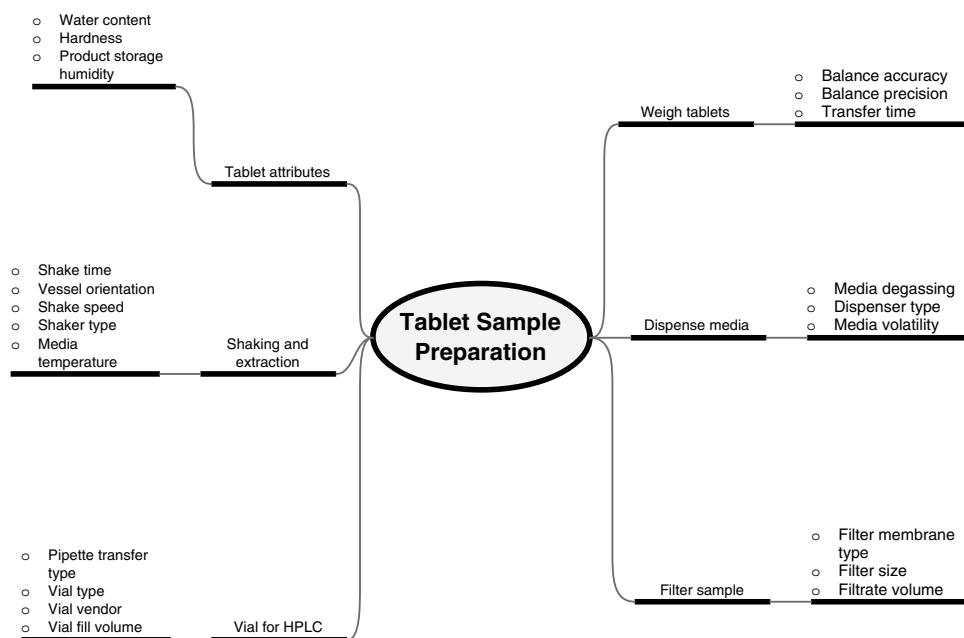 o Water content
o Hardness
o Product storage
humidity
Tablet attributes
o Shake time
o Vessel orientation
o Shake speed
o Shaker type
o Media
temperature
Shaking and
extraction
o Pipette transfer
type
o Vial type
o Vial vendor
o Vial fill volume
Vial for HPLC
Tablet Sample
Preparation
Weigh tablets
o Balance accuracy
o Balance precision
o Transfer time
Dispense media
o Media degassing
o Dispenser type
o Media volatility
Filter sample
o Filter membrane
type
o Filter size
o Filtrate volume